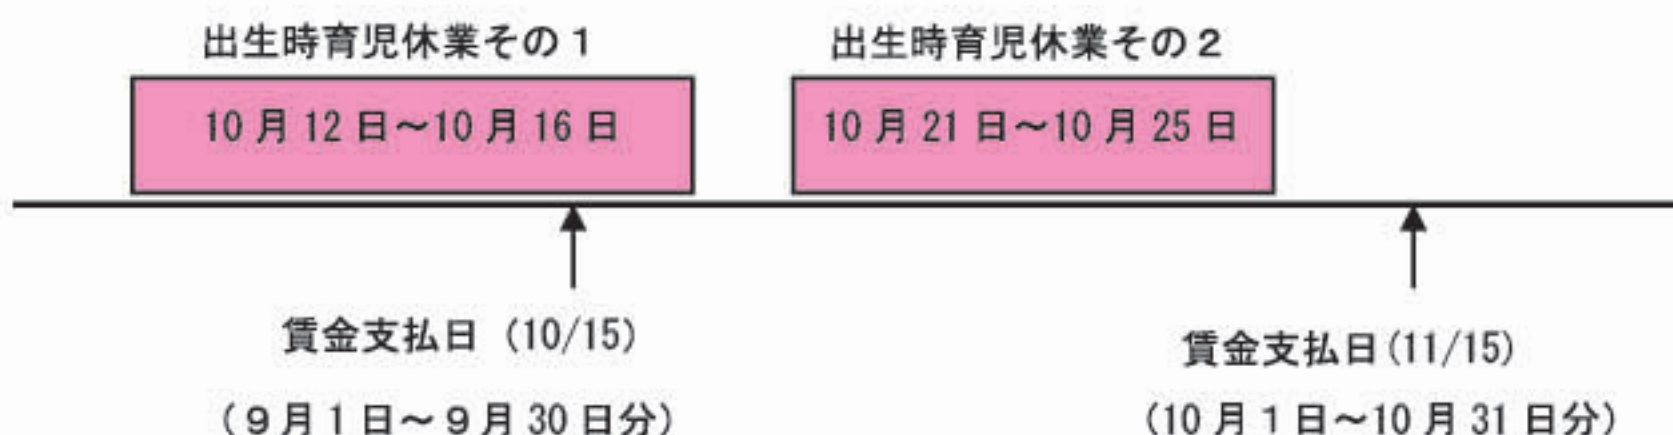 出生時育児休業その1
出生時育児休業その2
10月12日~10月16日
10月21日~10月25日
賃金支払日 (10/15)
(9月1日~9月30日分)
賃金支払日(11/15)
(10月1日~10月31日分)